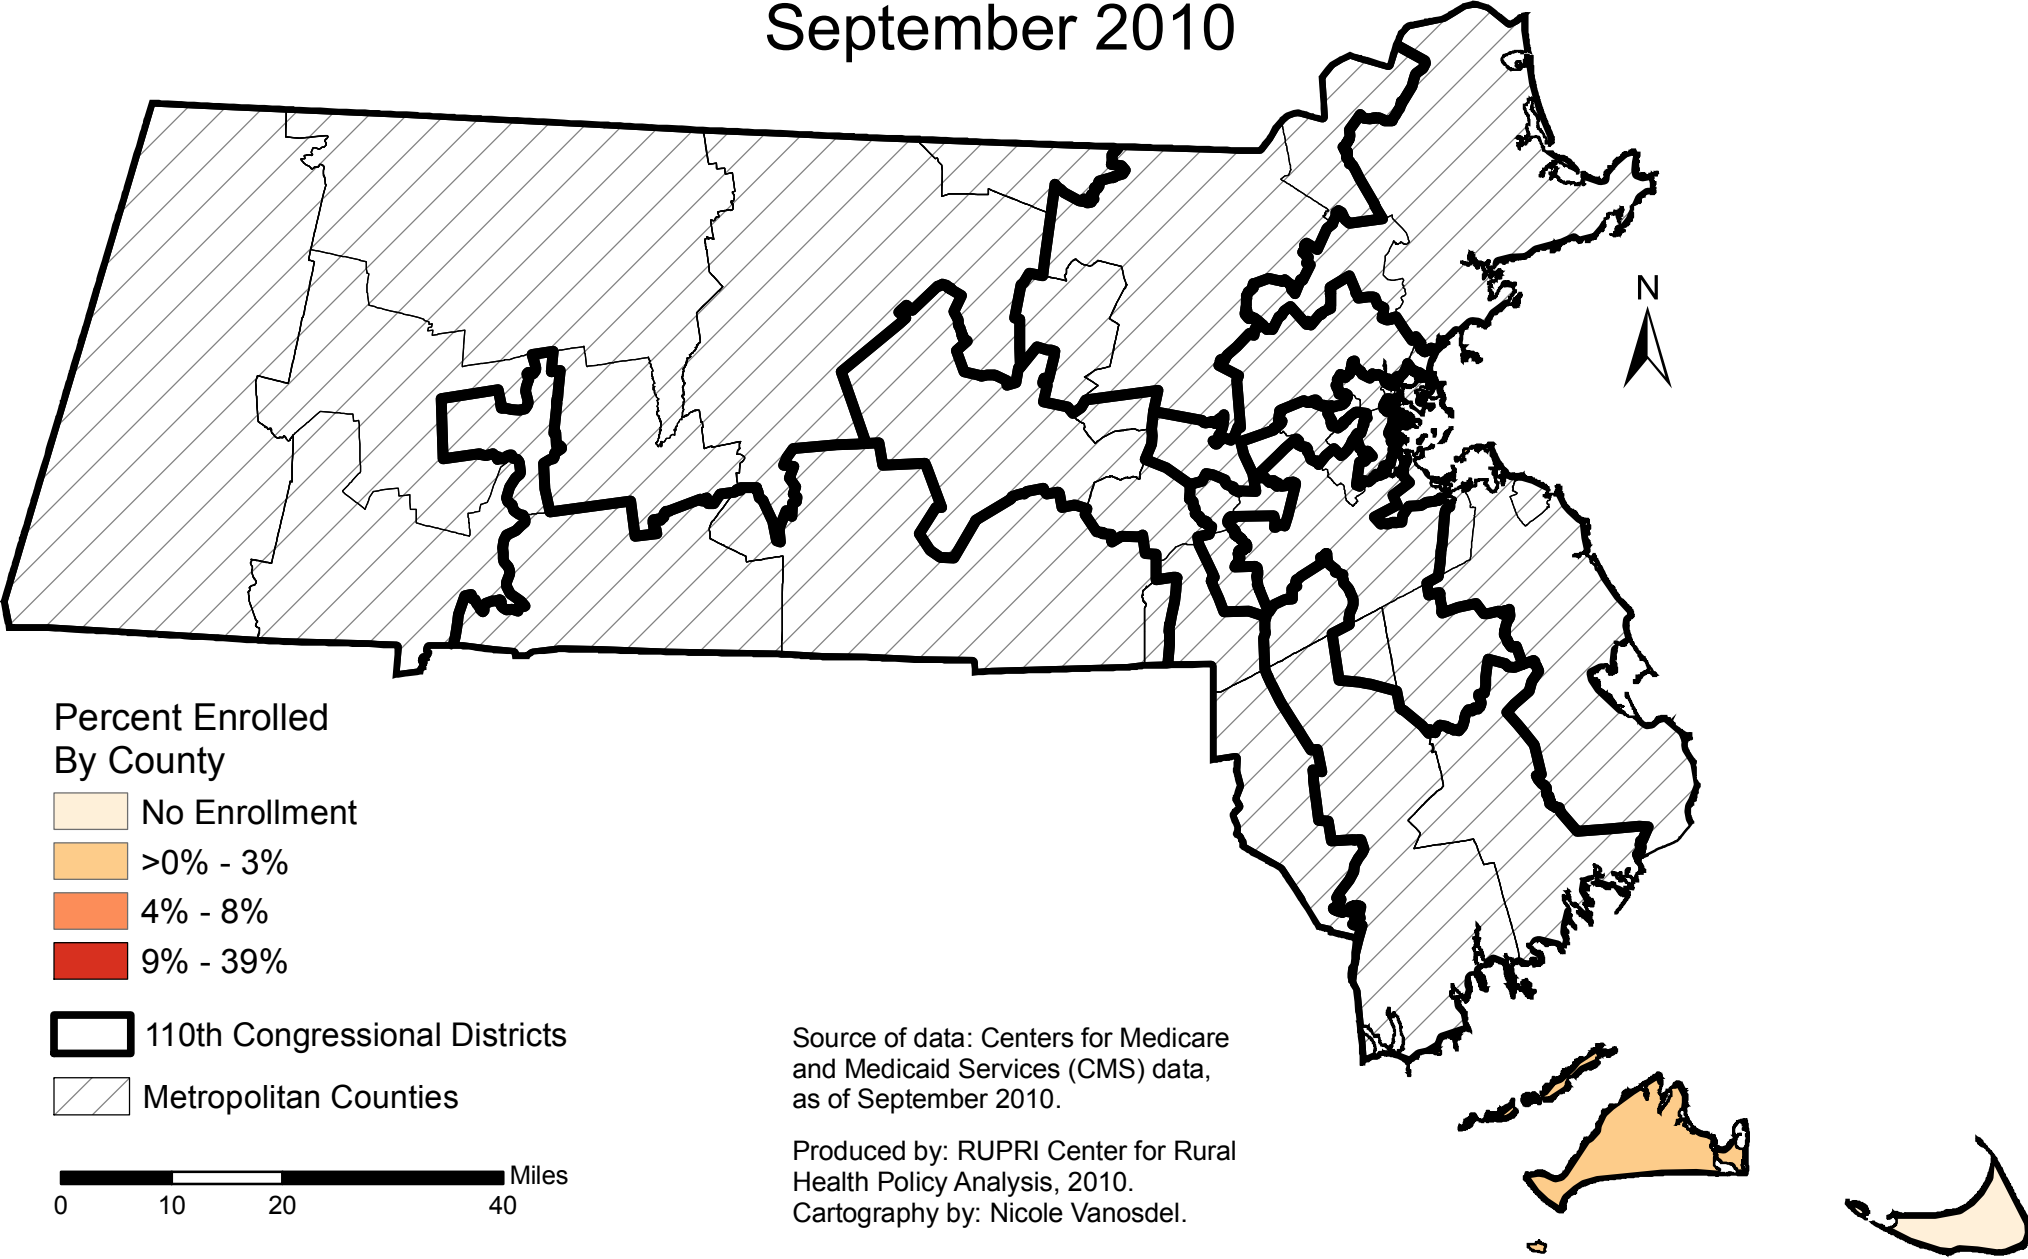 September 2010
N
Percent Enrolled
By County
No Enrollment
>0% - 3%
4% - 8%
9% - 39%
110th Congressional Districts
Metropolitan Counties
Miles
0 10 20 40
Source of data: Centers for Medicare
and Medicaid Services (CMS) data,
as of September 2010.
Produced by: RUPRI Center for Rural
Health Policy Analysis, 2010.
Cartography by: Nicole Vanosdel.